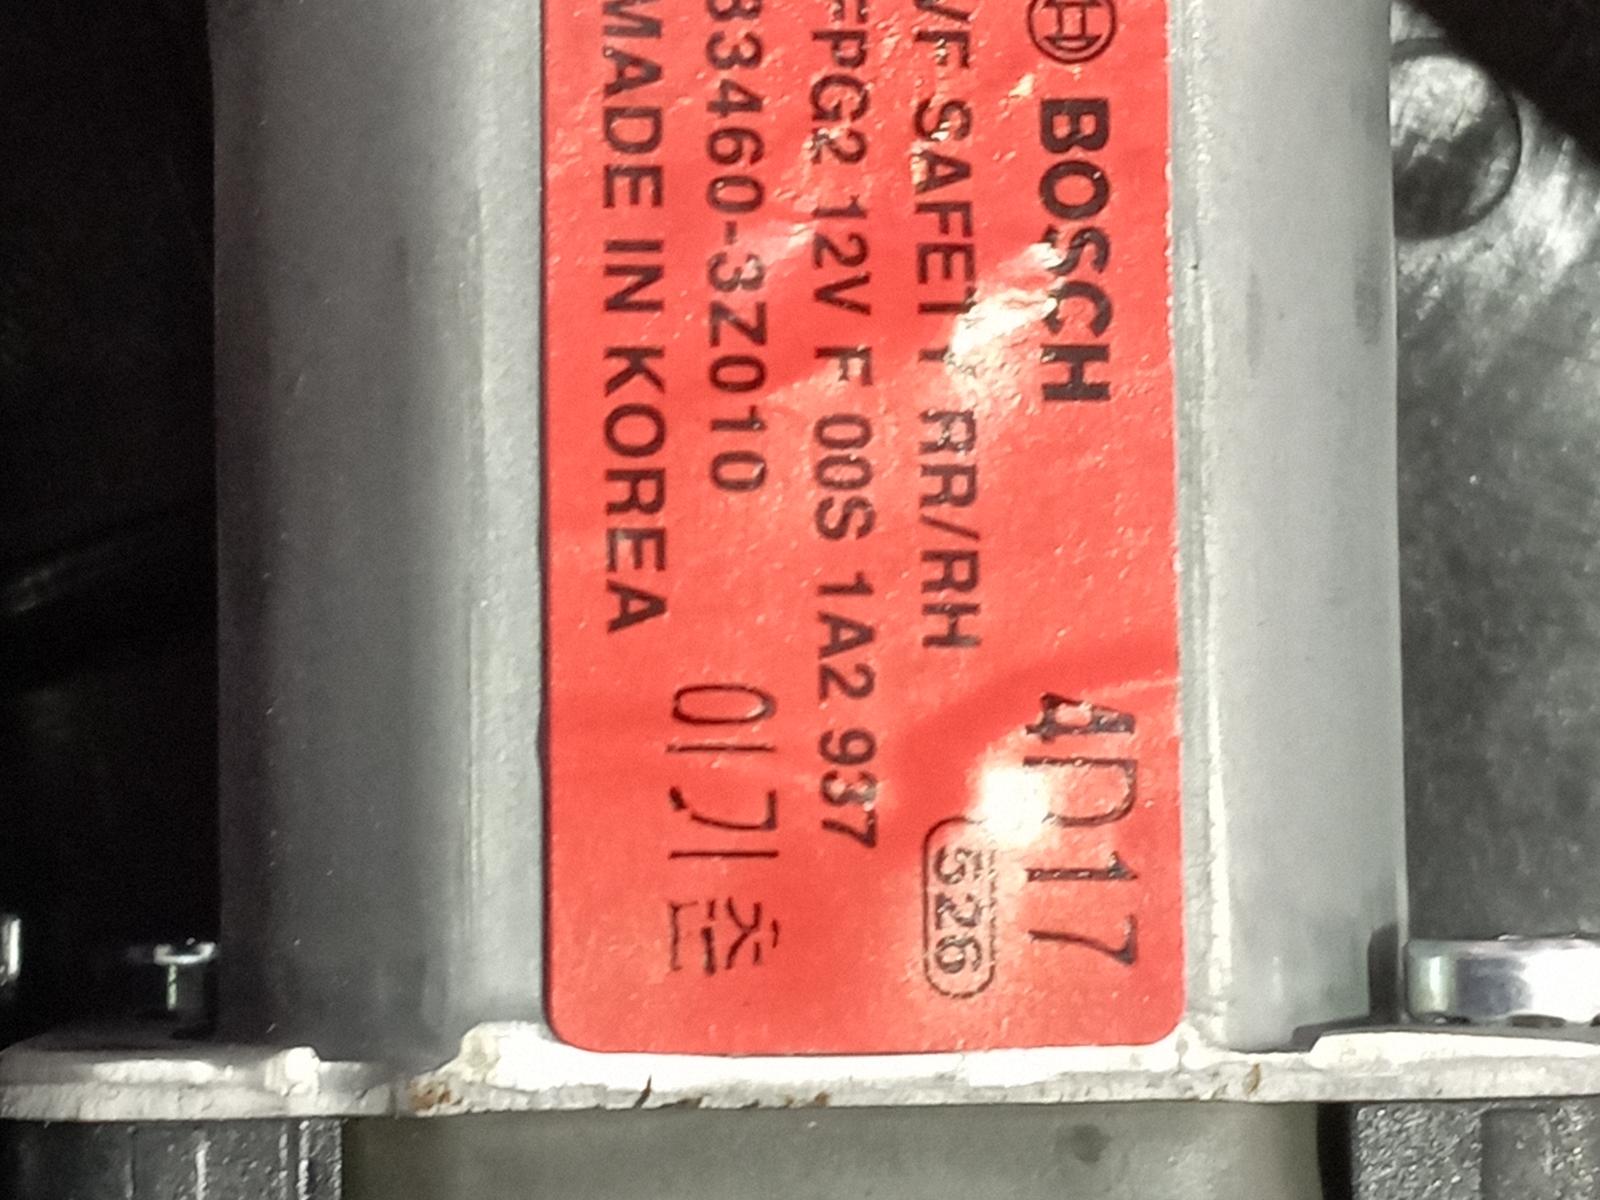 BOSCH 4D17
VF SAFETY RR/RH 526
FPG2 12V F 00S 1A2 937
83460-3Z010 이기춘
MADE IN KOREA